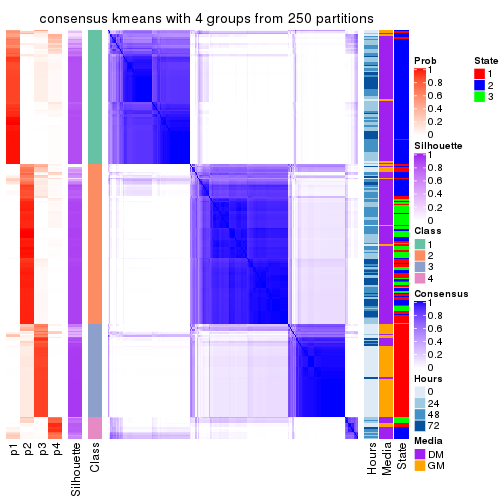 consensus kmeans with 4 groups from 250 partitions
p1
p2
p3
p4
Silhouette
Class
Hours
Media
State
Prob
1
0.8
0.6
0.4
0.2
0
Silhouette
1
0.8
0.6
0.4
0.2
0
Class
1
2
3
4
Consensus
1
0.8
0.6
0.4
0.2
0
Hours
0
24
48
72
Media
DM
GM
State
1
2
3